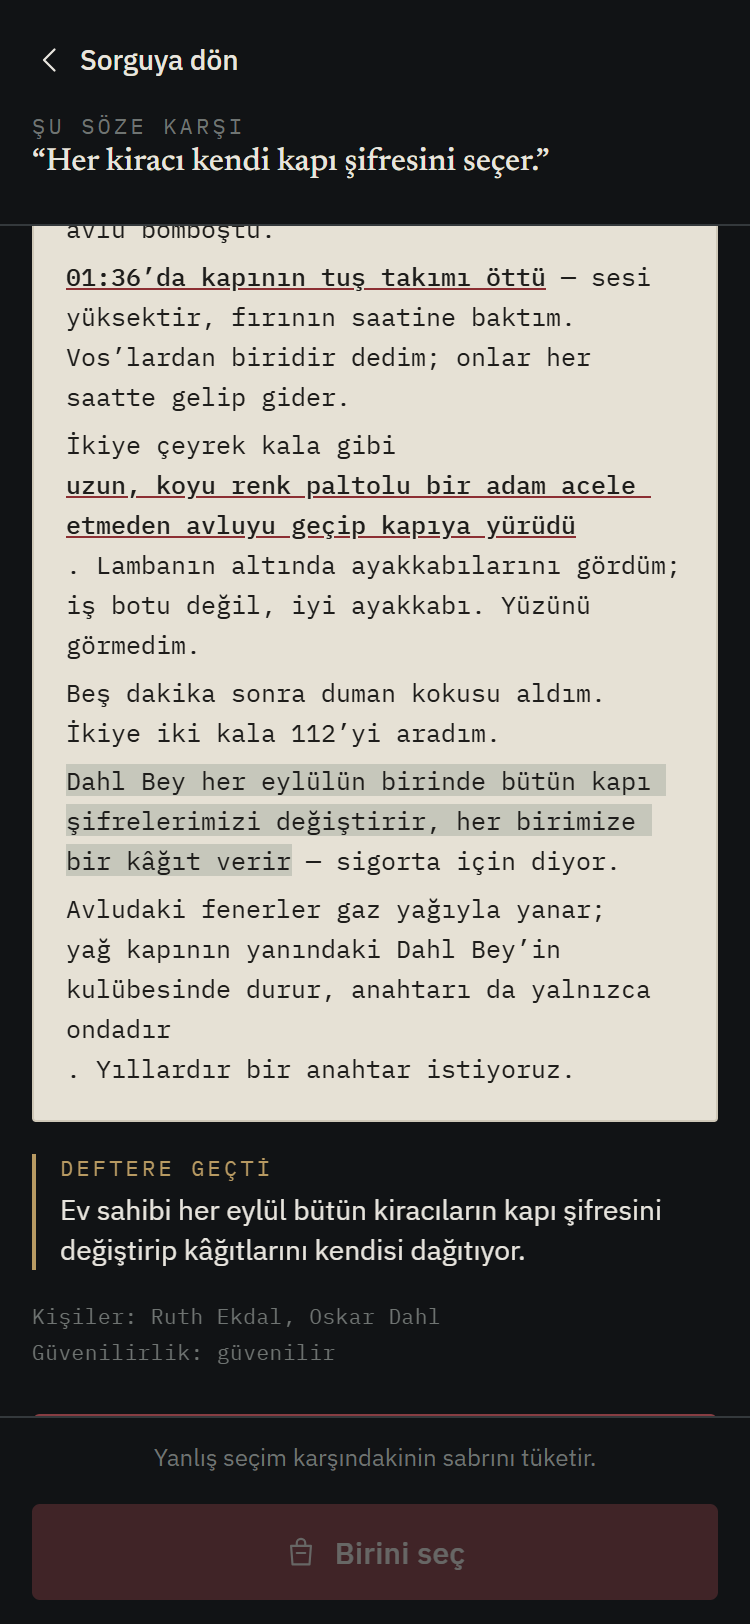 Sorguya dön
ŞU SÖZE KARŞI
“Her kiracı kendi kapı şifresini seçer.”
avlu bomboştu.
01:36’da kapının tuş takımı öttü — sesi
yüksektir, fırının saatine baktım.
Vos’lardan biridir dedim; onlar her
saatte gelip gider.
İkiye çeyrek kala gibi
uzun, koyu renk paltolu bir adam acele
etmeden avluyu geçip kapıya yürüdü
. Lambanın altında ayakkabılarını gördüm;
iş botu değil, iyi ayakkabı. Yüzünü
görmedim.
Beş dakika sonra duman kokusu aldım.
İkiye iki kala 112’yi aradım.
Dahl Bey her eylülün birinde bütün kapı
şifrelerimizi değiştirir, her birimize
bir kâğıt verir — sigorta için diyor.
Avludaki fenerler gaz yağıyla yanar;
yağ kapının yanındaki Dahl Bey’in
kulübesinde durur, anahtarı da yalnızca
ondadır
. Yıllardır bir anahtar istiyoruz.
DEFTERE GEÇTİ
Ev sahibi her eylül bütün kiracıların kapı şifresini
değiştirip kâğıtlarını kendisi dağıtıyor.
Kişiler: Ruth Ekdal, Oskar Dahl
Güvenilirlik: güvenilir
Yanlış seçim karşındakinin sabrını tüketir.
Birini seç